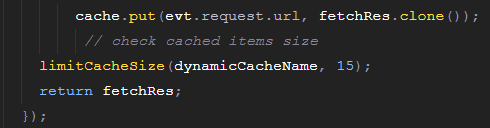 cache.put(evt.request.url, fetchRes.clone());
// check cached items size
limitCacheSize(dynamicCacheName, 15);
return fetchRes;
});